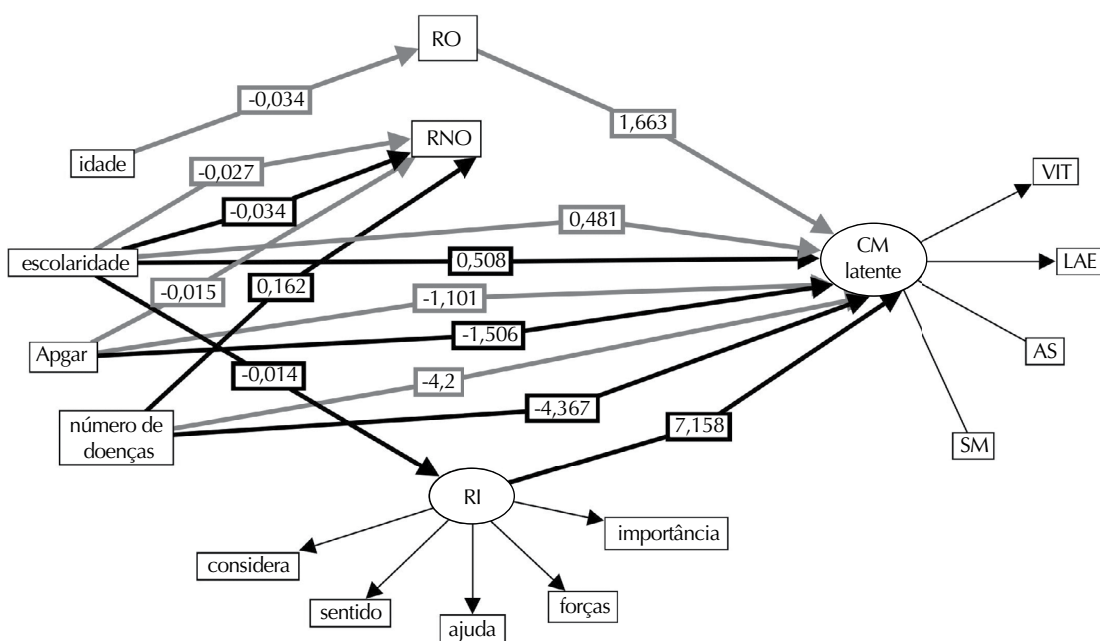 RO
-0,034
1,663
RNO
idade
-0,027
VIT
-0,034
0,481
CM
latente
escolaridade
0,508
LAE
-0,015
0,162
-1,101
-1,506
Apgar
AS
-0,014
-4,2
-4,367
número de
doenças
7,158
SM
RI
importância
considera
sentido
forças
ajuda